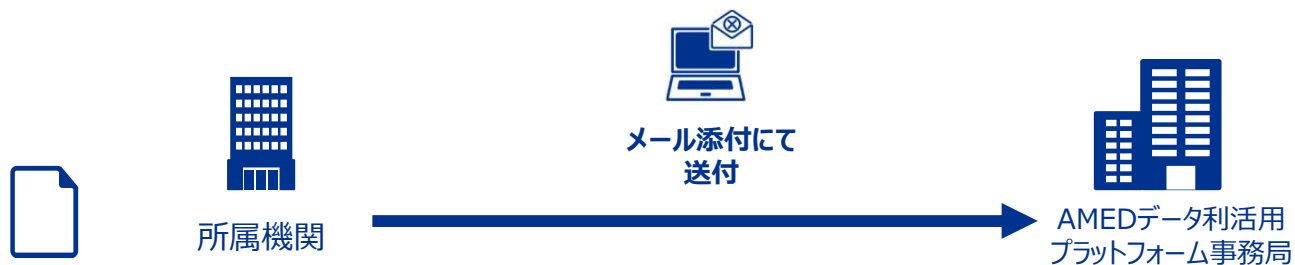 メール添付にて
送付
所属機関
AMEDデータ利活用
プラットフォーム事務局